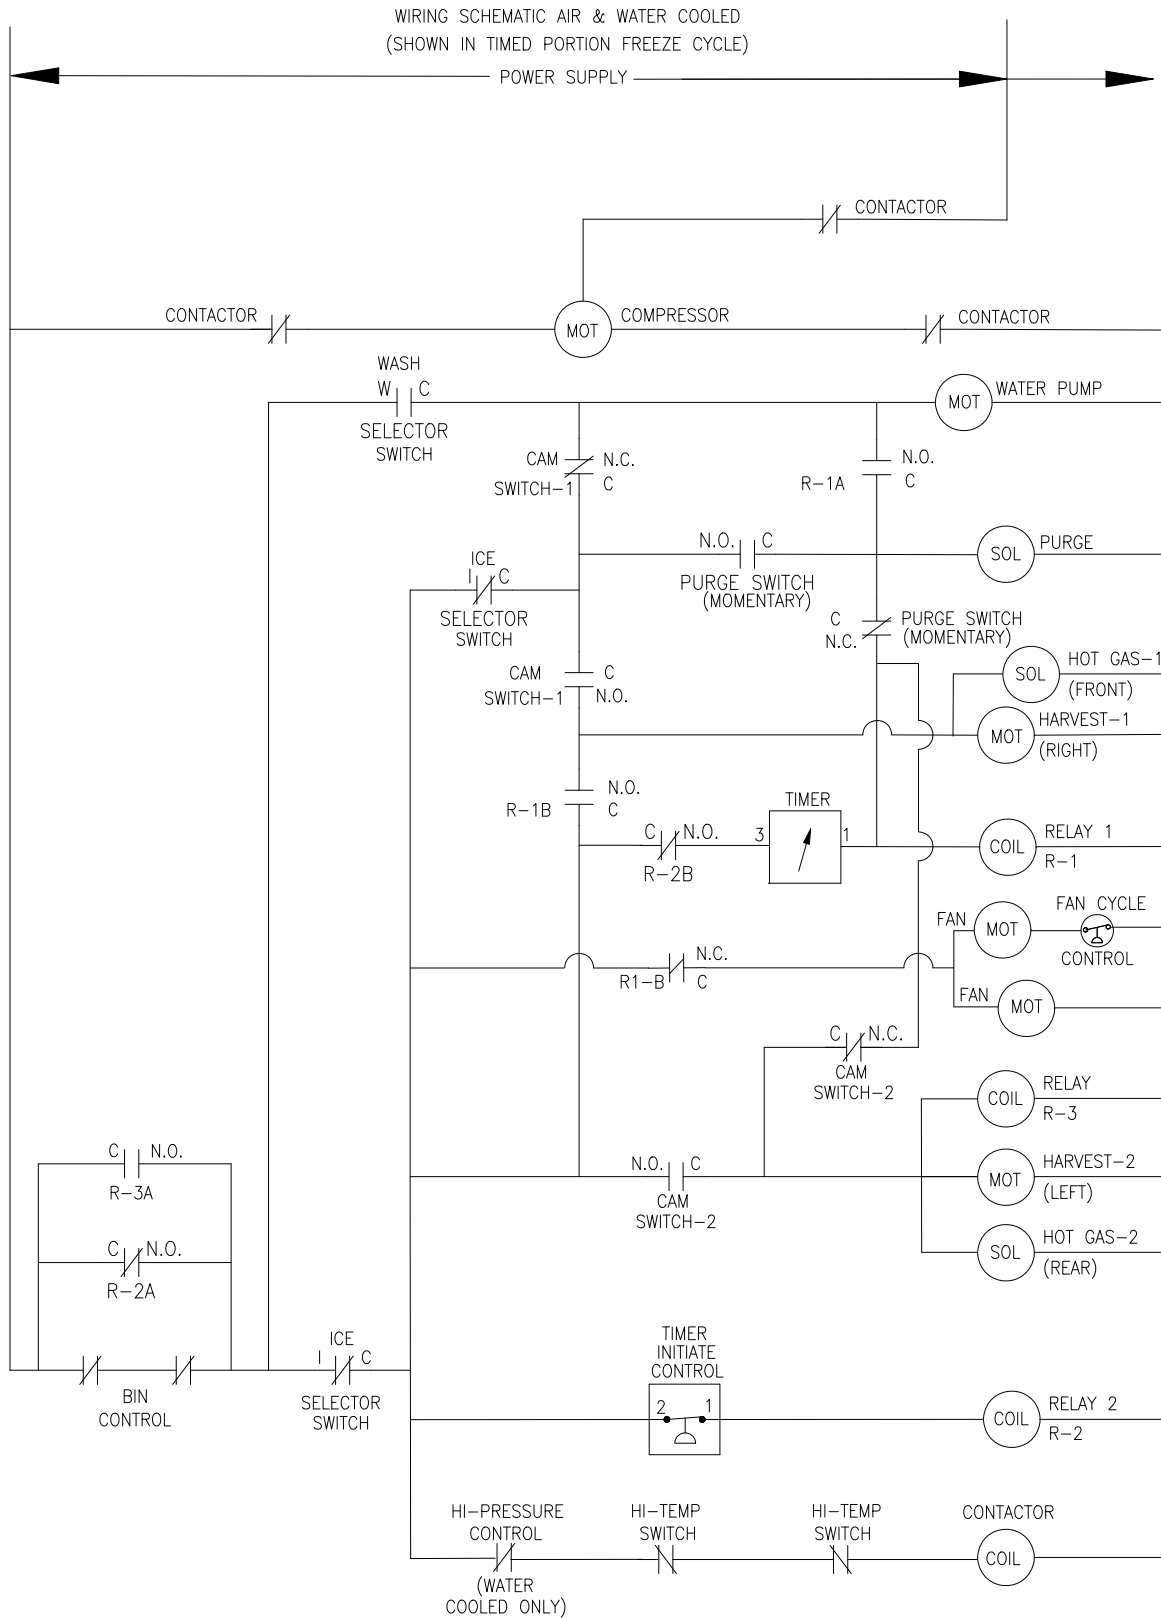 WIRING SCHEMATIC AIR & WATER COOLED
(SHOWN IN TIMED PORTION FREEZE CYCLE)
POWER SUPPLY
CONTACTOR
CONTACTOR
MOT
COMPRESSOR
CONTACTOR
WASH
W C
SELECTOR
SWITCH
MOT
WATER PUMP
CAM
SWITCH-1
N.C.
C
R-1A
N.O.
C
N.O. C
PURGE SWITCH
(MOMENTARY)
SOL
PURGE
ICE
I C
SELECTOR
SWITCH
C
N.C.
PURGE SWITCH
(MOMENTARY)
CAM
SWITCH-1
C
N.O.
SOL
HOT GAS-1
(FRONT)
MOT
HARVEST-1
(RIGHT)
R-1B
N.O.
C
TIMER
3 1
C N.O.
R-2B
COIL
RELAY 1
R-1
FAN
MOT
FAN CYCLE
CONTROL
R1-B
N.C.
C
FAN
MOT
C N.C.
CAM
SWITCH-2
COIL
RELAY
R-3
C N.O.
R-3A
N.O. C
CAM
SWITCH-2
MOT
HARVEST-2
(LEFT)
C N.O.
R-2A
SOL
HOT GAS-2
(REAR)
BIN
CONTROL
ICE
I C
SELECTOR
SWITCH
TIMER
INITIATE
CONTROL
2 1
COIL
RELAY 2
R-2
HI-PRESSURE
CONTROL
(WATER
COOLED ONLY)
HI-TEMP
SWITCH
HI-TEMP
SWITCH
CONTACTOR
COIL